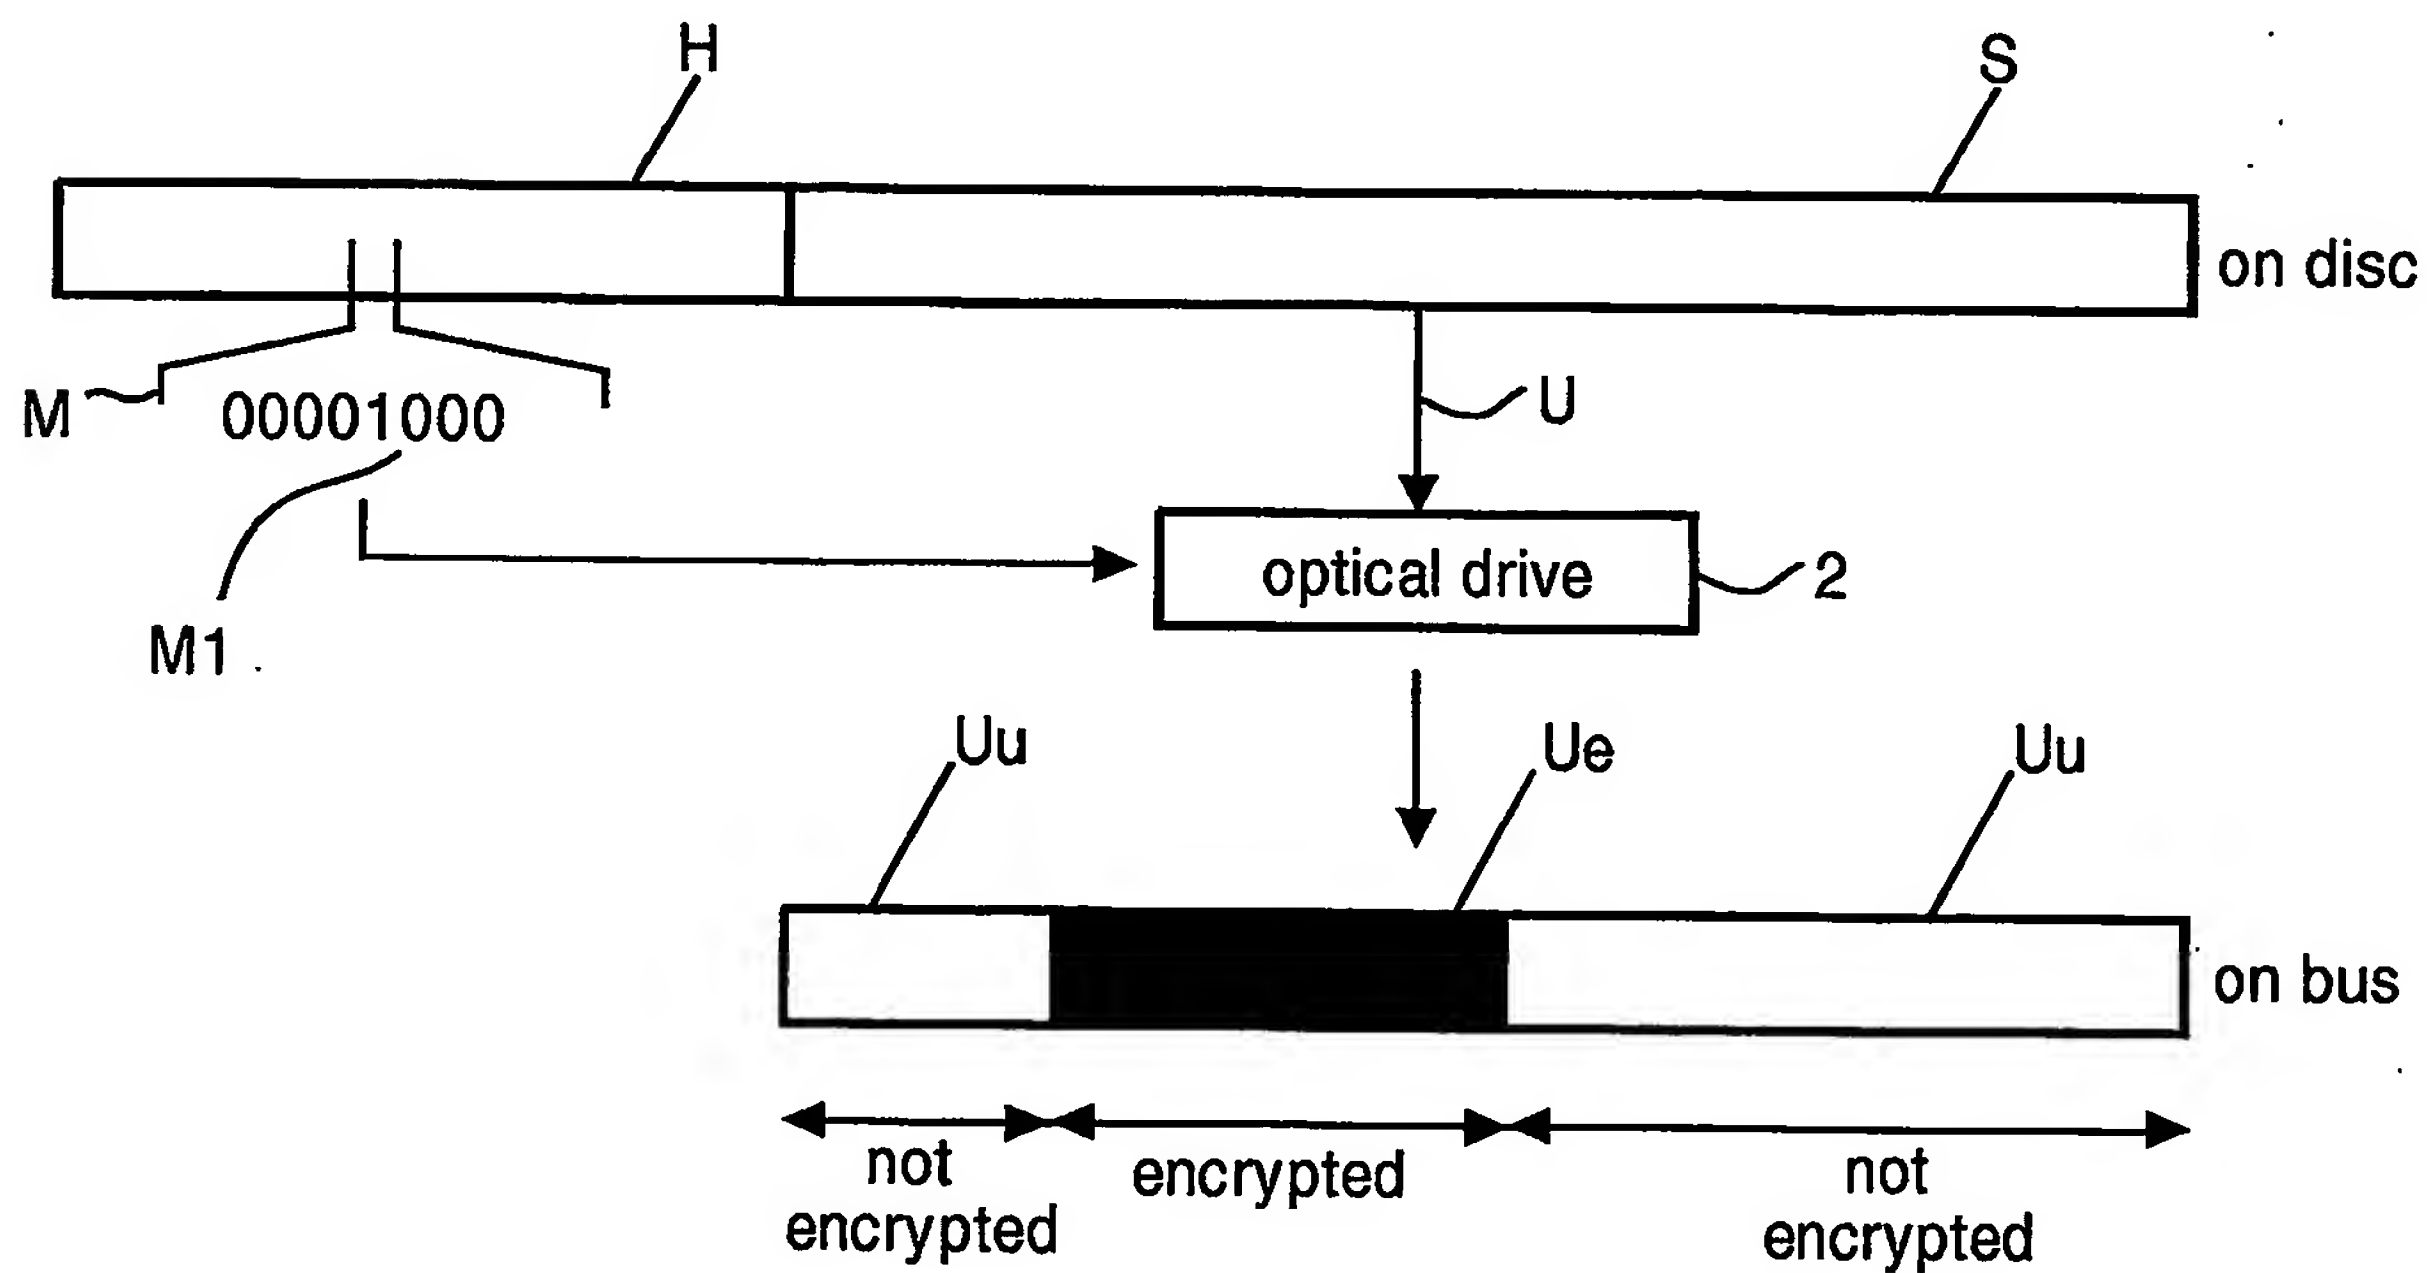 H
S
on disc
M
00001000
U
optical drive
2
M1
Uu
Ue
Uu
on bus
not
encrypted
encrypted
not
encrypted